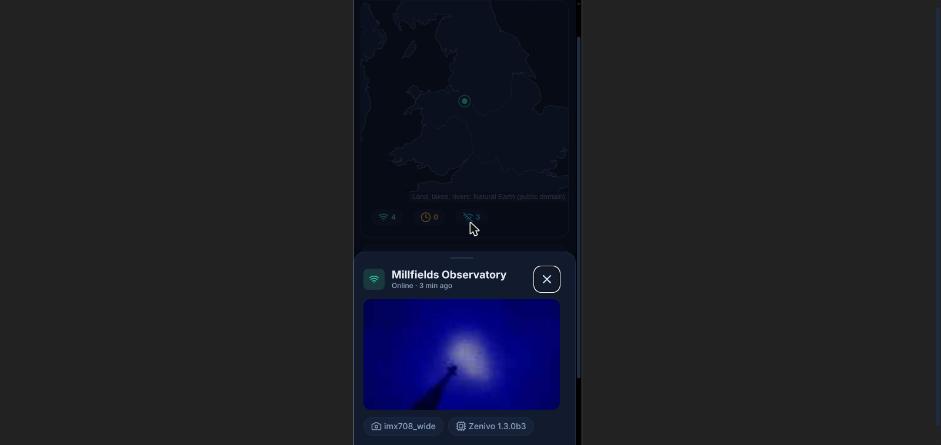 Land, lakes, rivers: Natural Earth (public domain)
4
0
3
Millfields Observatory
Online · 3 min ago
imx708_wide
Zenivo 1.3.0b3